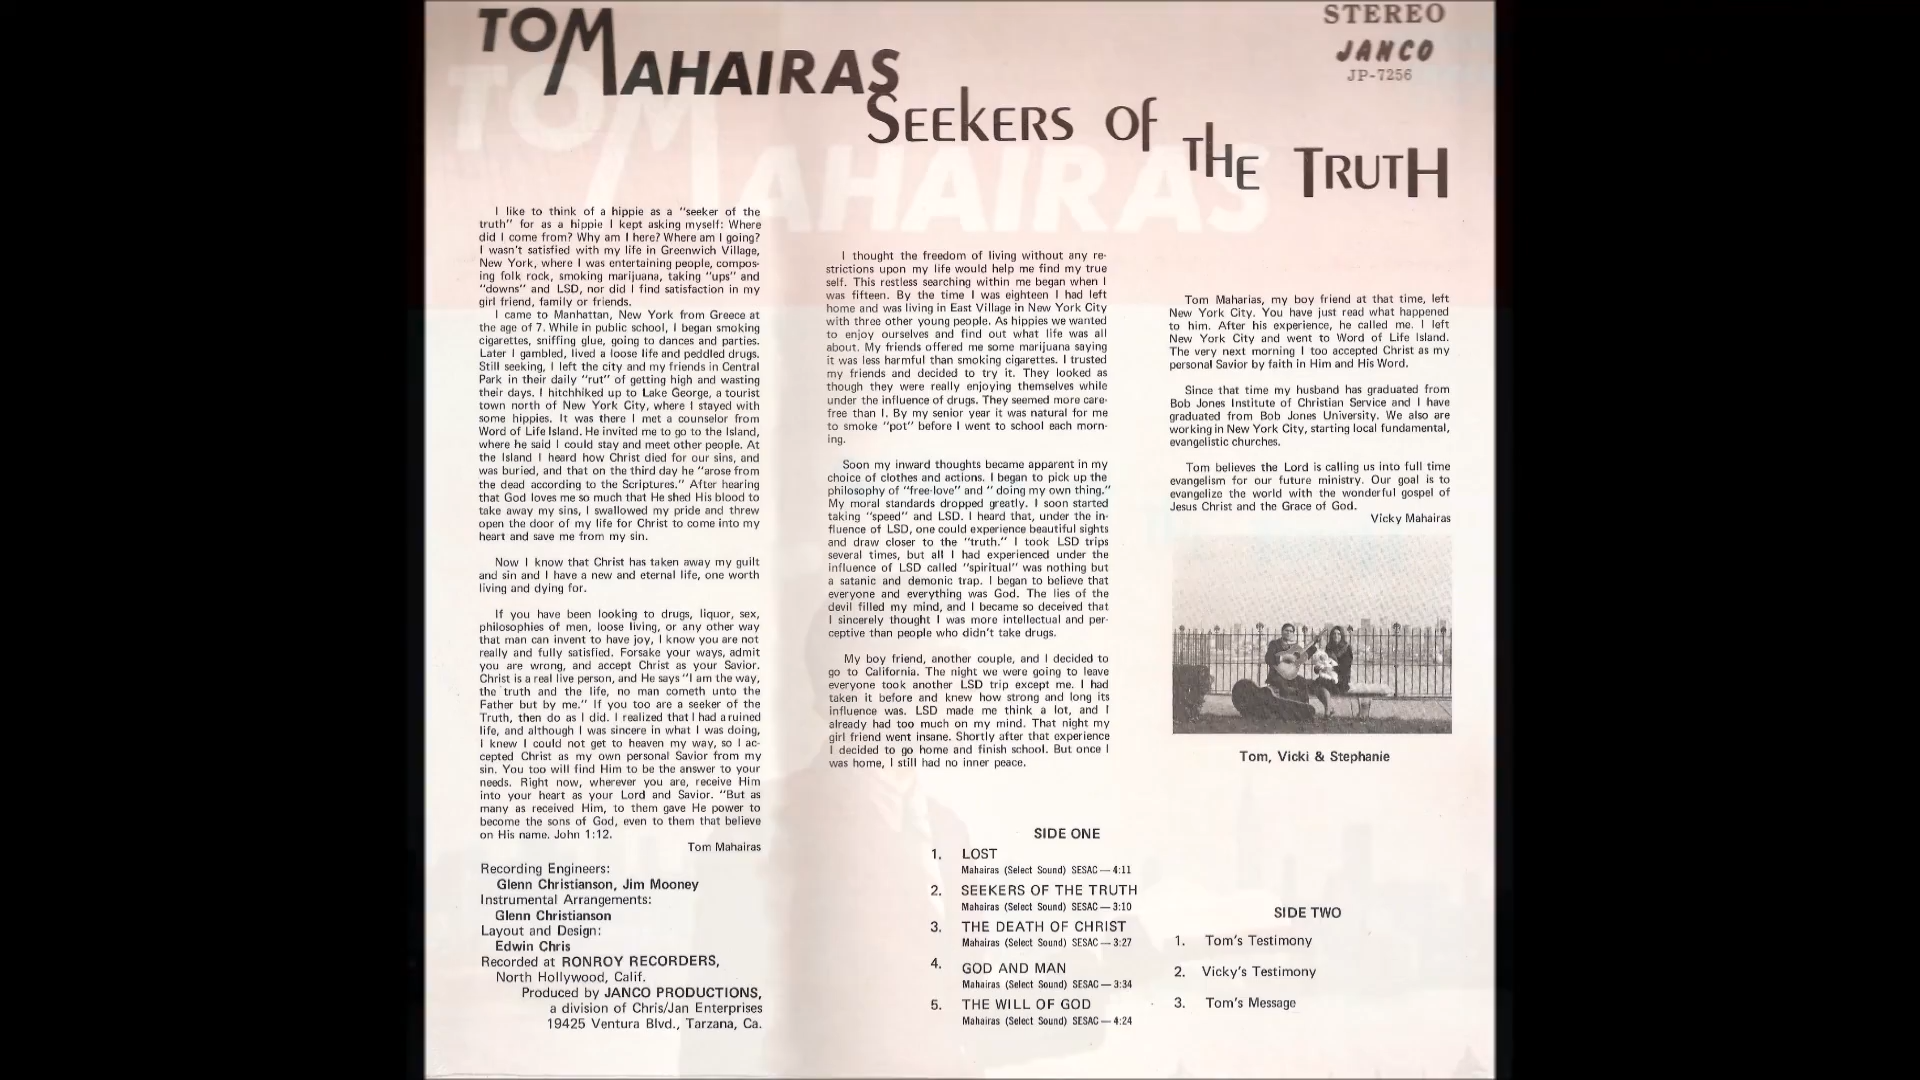 TOM MAHAIRAS
STEREO
JANCO
JP-7256
SEEKERS OF THE TRUTH
TOM MAHAIRAS
I like to think of a hippie as a "seeker of the
truth" for as a hippie I kept asking myself: Where
did I come from? Why am I here? Where am I going?
I wasn't satisfied with my life in Greenwich Village,
New York, where I was entertaining people, compos-
ing folk rock, smoking marijuana, taking "ups" and
"downs" and LSD, nor did I find satisfaction in my
girl friend, family or friends.
I came to Manhattan, New York from Greece at
the age of 7. While in public school, I began smoking
cigarettes, sniffing glue, going to dances and parties.
Later I gambled, lived a loose life and peddled drugs.
Still seeking, I left the city and my friends in Central
Park in their daily "rut" of getting high and wasting
their days. I hitchhiked up to Lake George, a tourist
town north of New York City, where I stayed with
some hippies. It was there I met a counselor from
Word of Life Island. He invited me to go to the Island,
where he said I could stay and meet other people. At
the Island I heard how Christ died for our sins, and
was buried, and that on the third day he "arose from
the dead according to the Scriptures." After hearing
that God loves me so much that He shed His blood to
take away my sins, I swallowed my pride and threw
open the door of my life for Christ to come into my
heart and save me from my sin.
Now I know that Christ has taken away my guilt
and sin and I have a new and eternal life, one worth
living and dying for.
If you have been looking to drugs, liquor, sex,
philosophies of men, loose living, or any other way
that man can invent to have joy, I know you are not
really and fully satisfied. Forsake your ways, admit
you are wrong, and accept Christ as your Savior.
Christ is a real live person, and He says "I am the way,
the truth and the life, no man cometh unto the
Father but by me." If you too are a seeker of the
Truth, then do as I did. I realized that I had a ruined
life, and although I was sincere in what I was doing,
I knew I could not get to heaven my way, so I ac-
cepted Christ as my own personal Savior from my
sin. You too will find Him to be the answer to your
needs. Right now, wherever you are, receive Him
into your heart as your Lord and Savior. "But as
many as received Him, to them gave He power to
become the sons of God, even to them that believe
on His name. John 1:12.
Tom Mahairas
Recording Engineers:
Glenn Christianson, Jim Mooney
Instrumental Arrangements:
Glenn Christianson
Layout and Design:
Edwin Chris
Recorded at RONROY RECORDERS,
North Hollywood, Calif.
Produced by JANCO PRODUCTIONS,
a division of Chris/Jan Enterprises
19425 Ventura Blvd., Tarzana, Ca.
I thought the freedom of living without any re-
strictions upon my life would help me find my true
self. This restless searching within me began when I
was fifteen. By the time I was eighteen I had left
home and was living in East Village in New York City
with three other young people. As hippies we wanted
to enjoy ourselves and find out what life was all
about. My friends offered me some marijuana saying
it was less harmful than smoking cigarettes. I trusted
my friends and decided to try it. They looked as
though they were really enjoying themselves while
under the influence of drugs. They seemed more care-
free than I. By my senior year it was natural for me
to smoke "pot" before I went to school each morn-
ing.
Soon my inward thoughts became apparent in my
choice of clothes and actions. I began to pick up the
philosophy of "free-love" and " doing my own thing."
My moral standards dropped greatly. I soon started
taking "speed" and LSD. I heard that, under the in-
fluence of LSD, one could experience beautiful sights
and draw closer to the "truth." I took LSD trips
several times, but all I had experienced under the
influence of LSD called "spiritual" was nothing but
a satanic and demonic trap. I began to believe that
everyone and everything was God. The lies of the
devil filled my mind, and I became so deceived that
I sincerely thought I was more intellectual and per-
ceptive than people who didn't take drugs.
My boy friend, another couple, and I decided to
go to California. The night we were going to leave
everyone took another LSD trip except me. I had
taken it before and knew how strong and long its
influence was. LSD made me think a lot, and I
already had too much on my mind. That night my
girl friend went insane. Shortly after that experience
I decided to go home and finish school. But once I
was home, I still had no inner peace.
Tom Maharias, my boy friend at that time, left
New York City. You have just read what happened
to him. After his experience, he called me. I left
New York City and went to Word of Life Island.
The very next morning I too accepted Christ as my
personal Savior by faith in Him and His Word.
Since that time my husband has graduated from
Bob Jones Institute of Christian Service and I have
graduated from Bob Jones University. We also are
working in New York City, starting local fundamental,
evangelistic churches.
Tom believes the Lord is calling us into full time
evangelism for our future ministry. Our goal is to
evangelize the world with the wonderful gospel of
Jesus Christ and the Grace of God.
Vicky Mahairas
Tom, Vicki & Stephanie
SIDE ONE
1. LOST
Mahairas (Select Sound) SESAC — 4:11
2. SEEKERS OF THE TRUTH
Mahairas (Select Sound) SESAC — 3:10
3. THE DEATH OF CHRIST
Mahairas (Select Sound) SESAC — 3:27
4. GOD AND MAN
Mahairas (Select Sound) SESAC — 3:34
5. THE WILL OF GOD
Mahairas (Select Sound) SESAC — 4:24
SIDE TWO
1. Tom's Testimony
2. Vicky's Testimony
3. Tom's Message